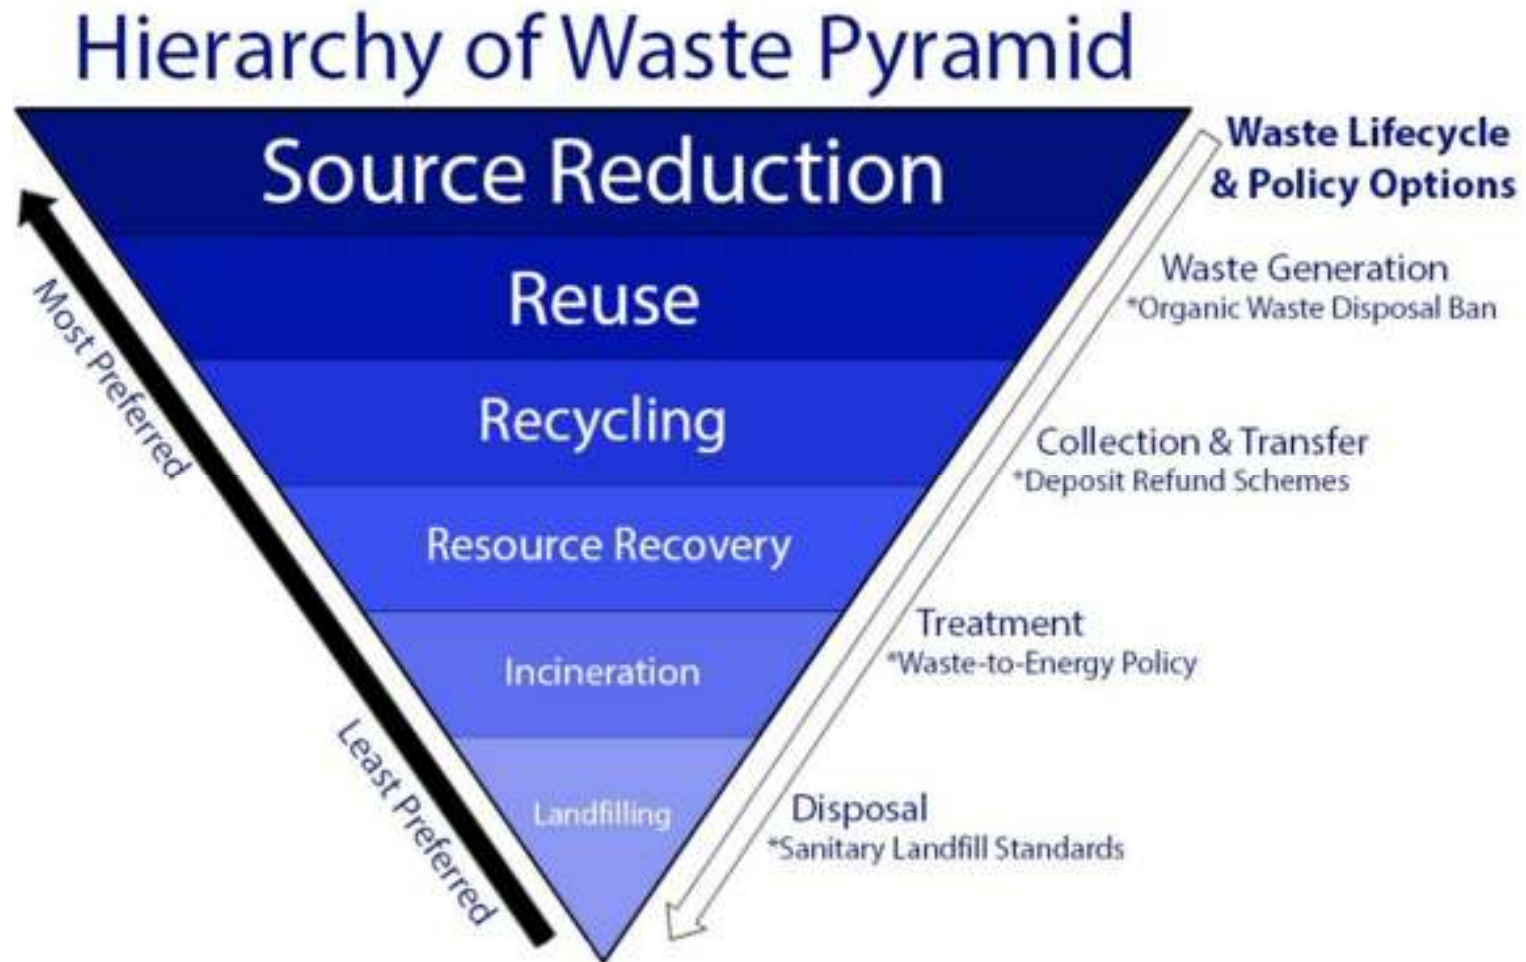 Hierarchy of Waste Pyramid
Source Reduction
Reuse
Recycling
Resource Recovery
Incineration
Landfilling
Most Preferred
Least Preferred
Waste Lifecycle
& Policy Options
Waste Generation
*Organic Waste Disposal Ban
Collection & Transfer
*Deposit Refund Schemes
Treatment
*Waste-to-Energy Policy
Disposal
*Sanitary Landfill Standards